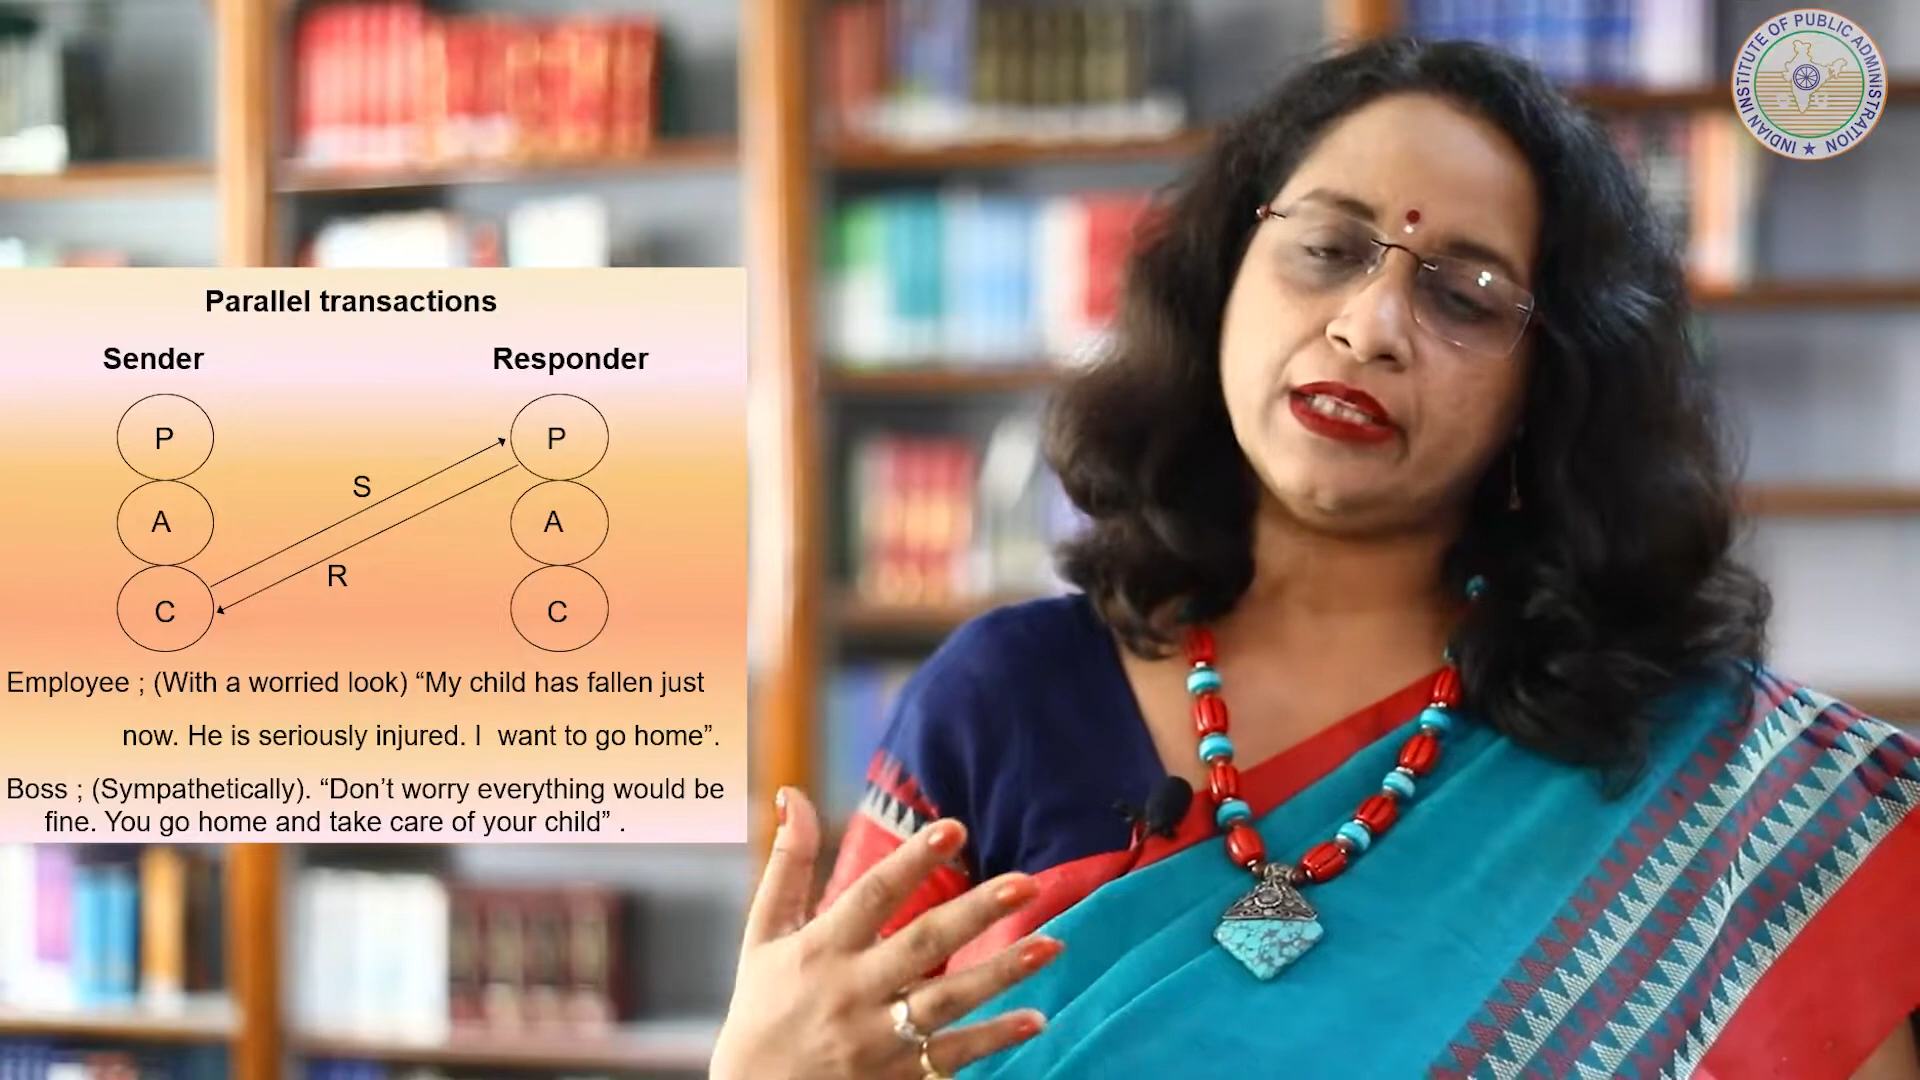 Parallel transactions
Sender Responder
P P
S
A A
R
C C
Employee ; (With a worried look) “My child has fallen just
now. He is seriously injured. I want to go home”.
Boss ; (Sympathetically). “Don’t worry everything would be
fine. You go home and take care of your child” .
INDIAN INSTITUTE OF PUBLIC ADMINISTRATION